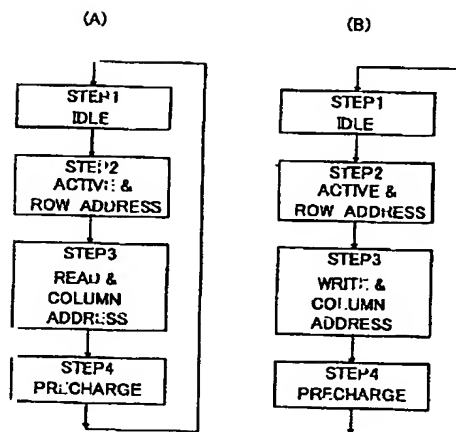 (A)
STEP1
IDLE
STEP2
ACTIVE &
ROW ADDRESS
STEP3
READ &
COLUMN
ADDRESS
STEP4
PRECHARGE
(B)
STEP1
IDLE
STEP2
ACTIVE &
ROW ADDRESS
STEP3
WRITE &
COLUMN
ADDRESS
STEP4
PRECHARGE